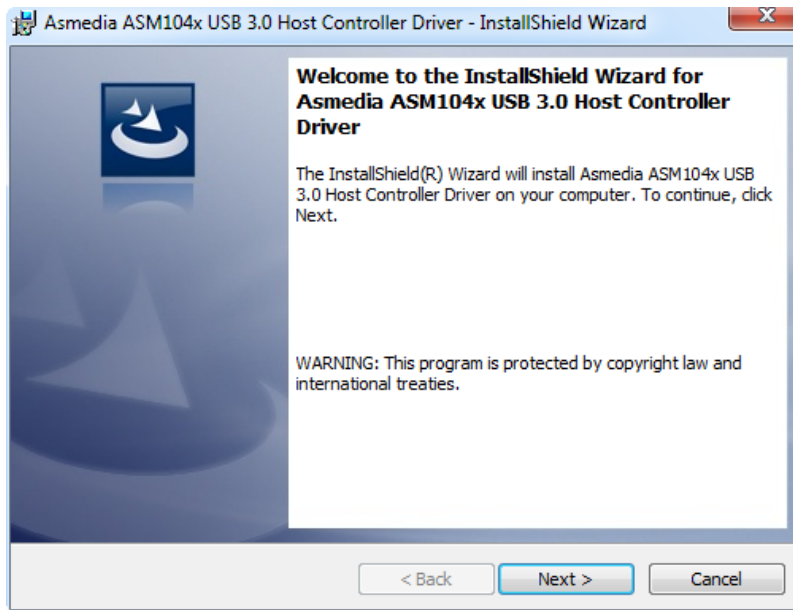 Asmedia ASM104x USB 3.0 Host Controller Driver - InstallShield Wizard
Welcome to the InstallShield Wizard for
Asmedia ASM104x USB 3.0 Host Controller
Driver
The InstallShield(R) Wizard will install Asmedia ASM104x USB
3.0 Host Controller Driver on your computer. To continue, click
Next.
WARNING: This program is protected by copyright law and
international treaties.
< Back
Next >
Cancel